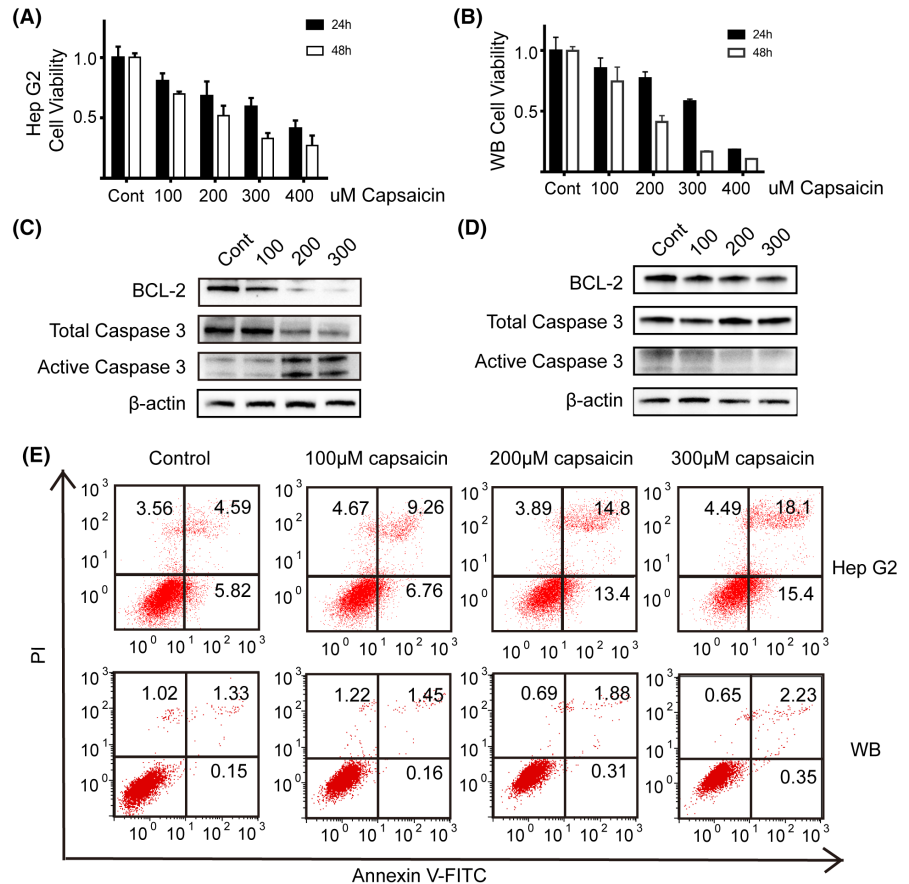 (A)
Hep G2
Cell Viability
1.0
0.5
24h
48h
Cont 100 200 300 400 uM Capsaicin
(B)
WB Cell Viability
1.0
0.5
24h
48h
Cont 100 200 300 400 uM Capsaicin
(C)
Cont 100 200 300
BCL-2
Total Caspase 3
Active Caspase 3
β-actin
(D)
Cont 100 200 300
BCL-2
Total Caspase 3
Active Caspase 3
β-actin
(E)
Control 100μM capsaicin 200μM capsaicin 300μM capsaicin
10³ 3.56 4.59 10³ 4.67 9.26 10³ 3.89 14.8 10³ 4.49 18.1
10² 10² 10² 10²
10¹ 10¹ 10¹ 10¹
Hep G2
10⁰ 5.82 10⁰ 6.76 10⁰ 13.4 10⁰ 15.4
10⁰ 10¹ 10² 10³ 10⁰ 10¹ 10² 10³ 10⁰ 10¹ 10² 10³ 10⁰ 10¹ 10² 10³
PI
10³ 1.02 1.33 10³ 1.22 1.45 10³ 0.69 1.88 10³ 0.65 2.23
10² 10² 10² 10²
10¹ 10¹ 10¹ 10¹
WB
10⁰ 0.15 10⁰ 0.16 10⁰ 0.31 10⁰ 0.35
10⁰ 10¹ 10² 10³ 10⁰ 10¹ 10² 10³ 10⁰ 10¹ 10² 10³ 10⁰ 10¹ 10² 10³
Annexin V-FITC